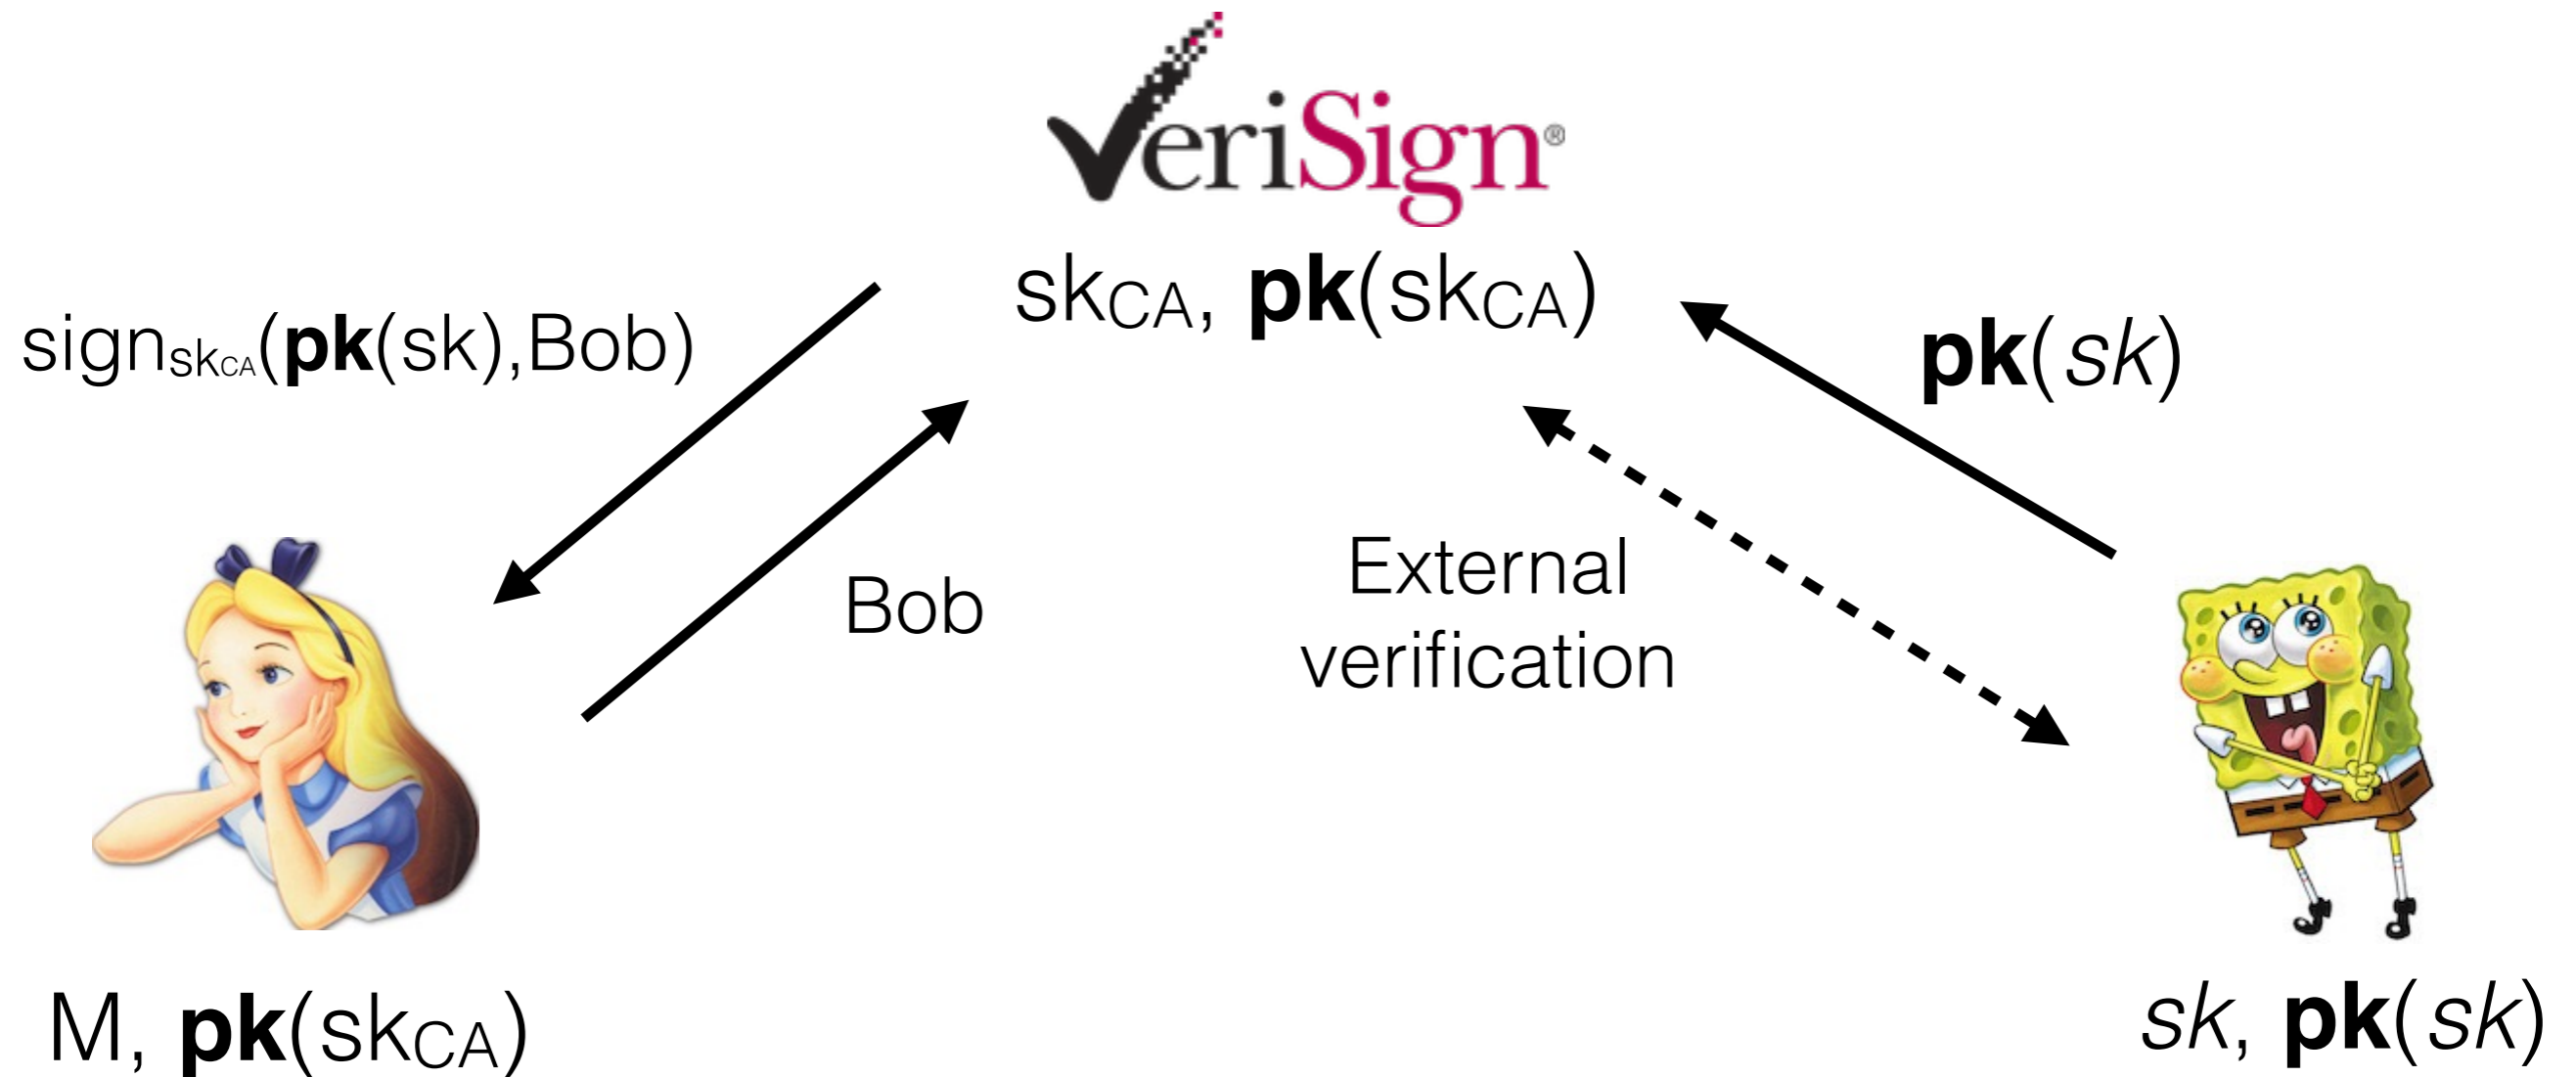 VeriSign®
skCA, pk(skCA)
signskCA(pk(sk),Bob)
pk(sk)
Bob
External
verification
M, pk(skCA)
sk, pk(sk)